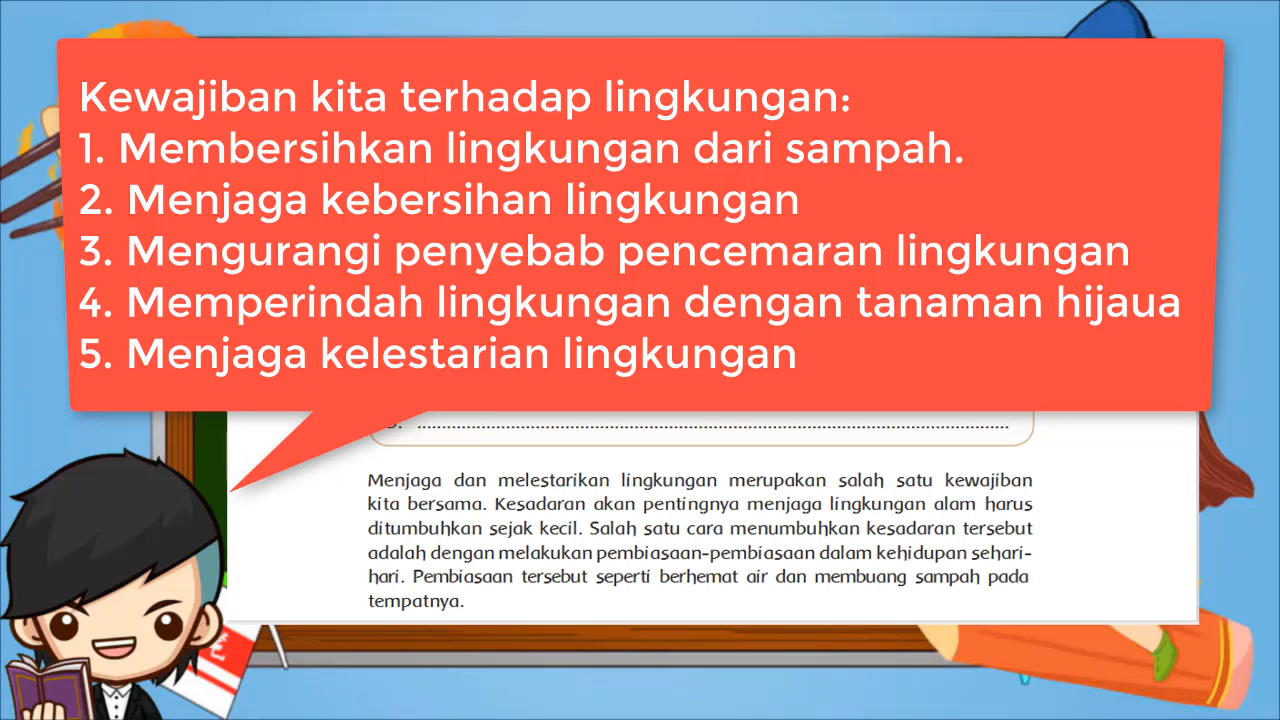 Kewajiban kita terhadap lingkungan:
1. Membersihkan lingkungan dari sampah.
2. Menjaga kebersihan lingkungan
3. Mengurangi penyebab pencemaran lingkungan
4. Memperindah lingkungan dengan tanaman hijaua
5. Menjaga kelestarian lingkungan
Menjaga dan melestarikan lingkungan merupakan salah satu kewajiban
kita bersama. Kesadaran akan pentingnya menjaga lingkungan alam harus
ditumbuhkan sejak kecil. Salah satu cara menumbuhkan kesadaran tersebut
adalah dengan melakukan pembiasaan-pembiasaan dalam kehidupan sehari-
hari. Pembiasaan tersebut seperti berhemat air dan membuang sampah pada
tempatnya.